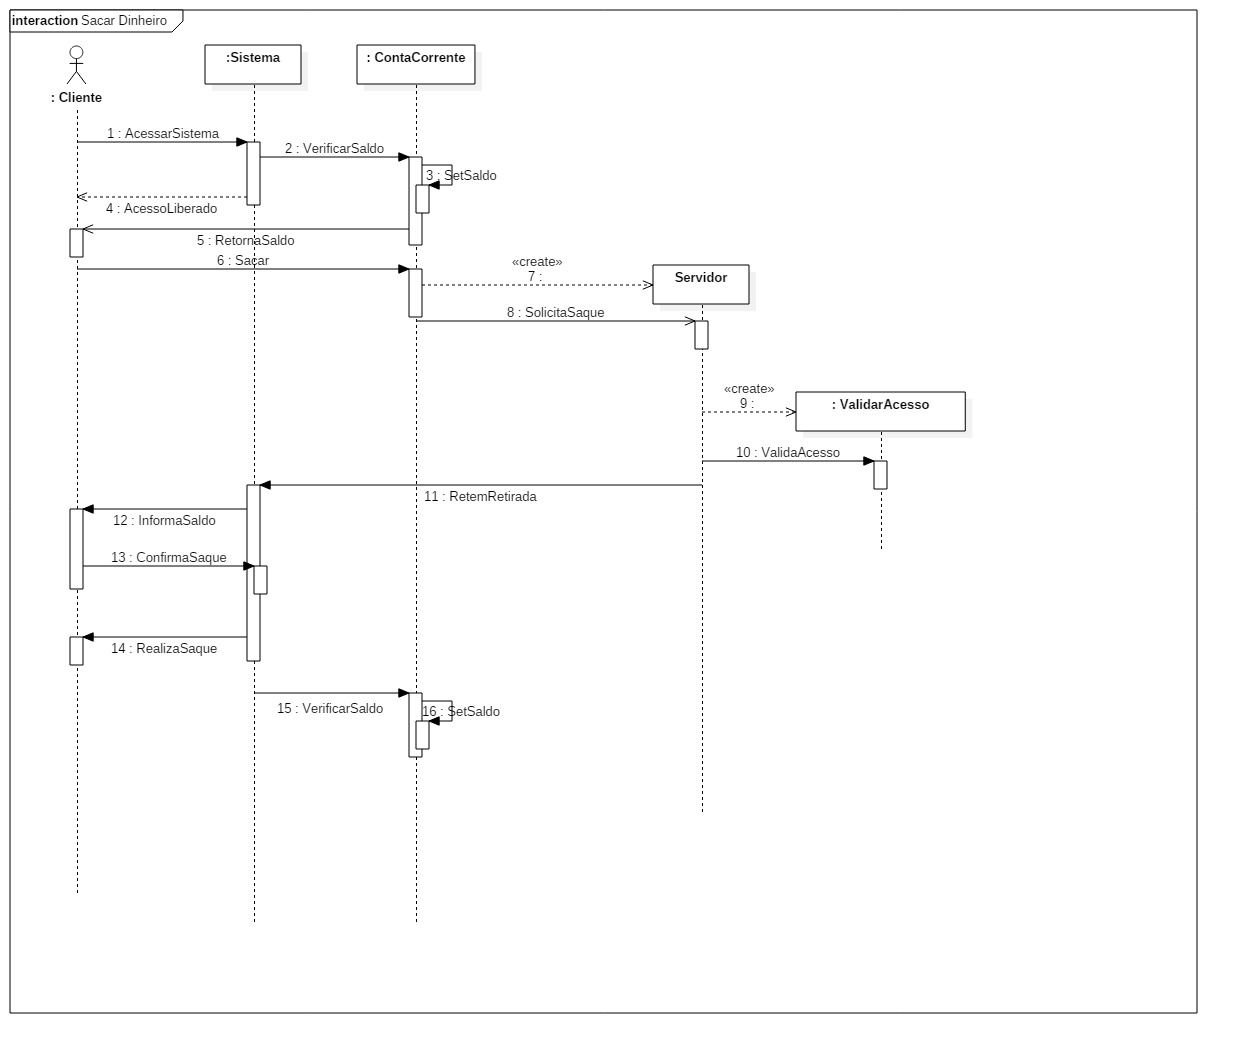 interaction Sacar Dinheiro
:Sistema
: ContaCorrente
: Cliente
1 : AcessarSistema
2 : VerificarSaldo
3 : SetSaldo
4 : AcessoLiberado
5 : RetornaSaldo
6 : Sacar
«create»
7 :
Servidor
8 : SolicitaSaque
«create»
9 :
: ValidarAcesso
10 : ValidaAcesso
11 : RetemRetirada
12 : InformaSaldo
13 : ConfirmaSaque
14 : RealizaSaque
15 : VerificarSaldo
16 : SetSaldo